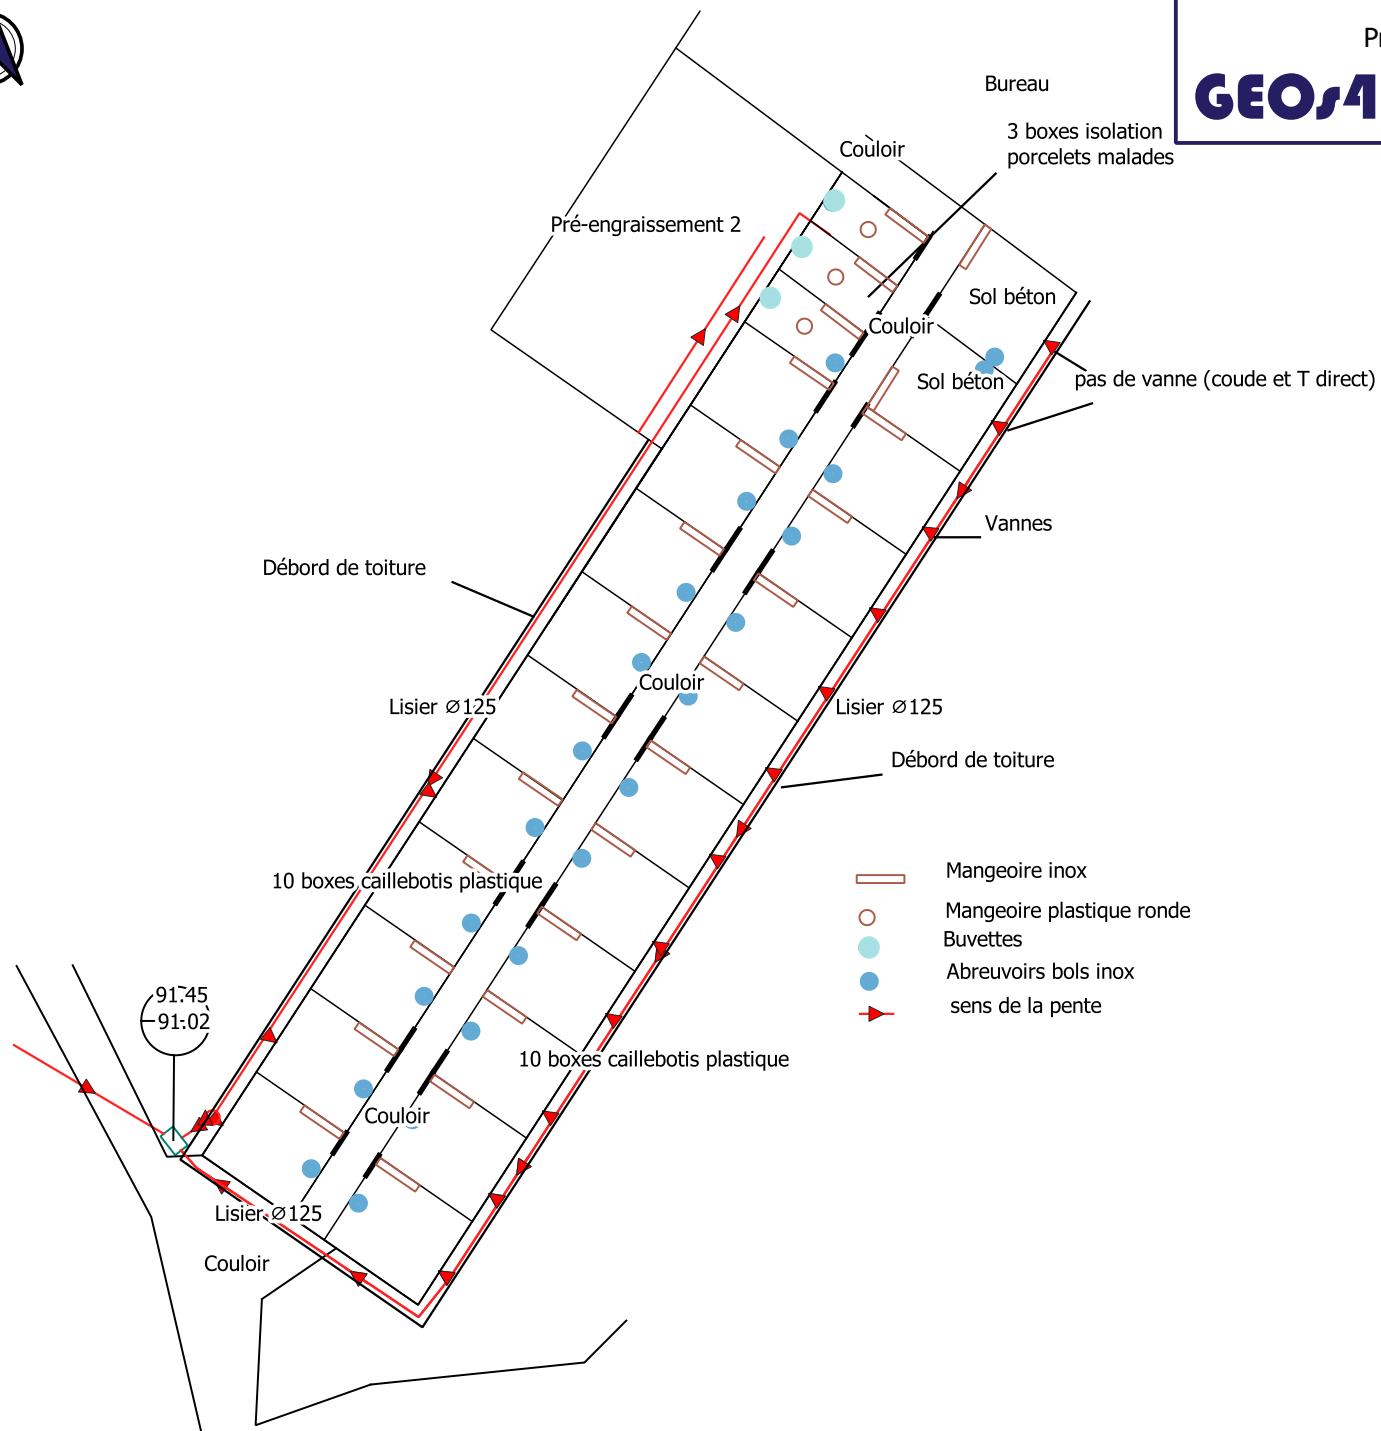 Pr
GEOs4
Bureau
3 boxes isolation
porcelets malades
Couloir
Pré-engraissement 2
Sol béton
Couloir
Sol béton
pas de vanne (coude et T direct)
Vannes
Débord de toiture
Couloir
Lisier ∅125
Lisier ∅125
Débord de toiture
Mangeoire inox
10 boxes caillebotis plastique
Mangeoire plastique ronde
Buvettes
Abreuvoirs bols inox
91.45
sens de la pente
91.02
10 boxes caillebotis plastique
Couloir
Lisier ∅125
Couloir